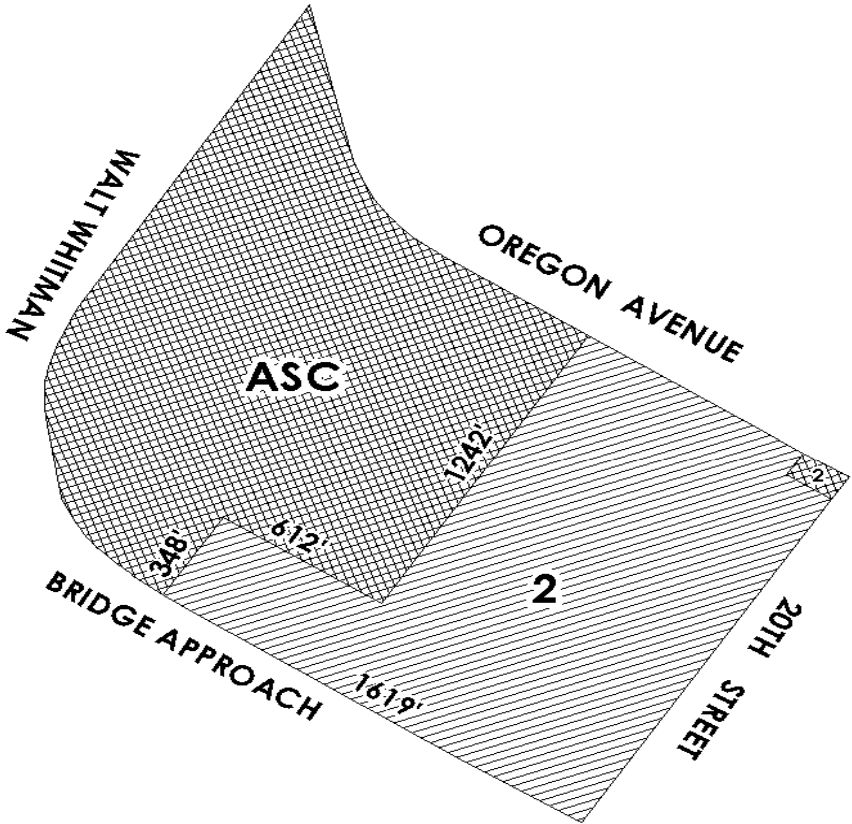 WALT WHITMAN
OREGON AVENUE
ASC
1242'
2
612'
348'
2
BRIDGE APPROACH
1619'
20TH STREET